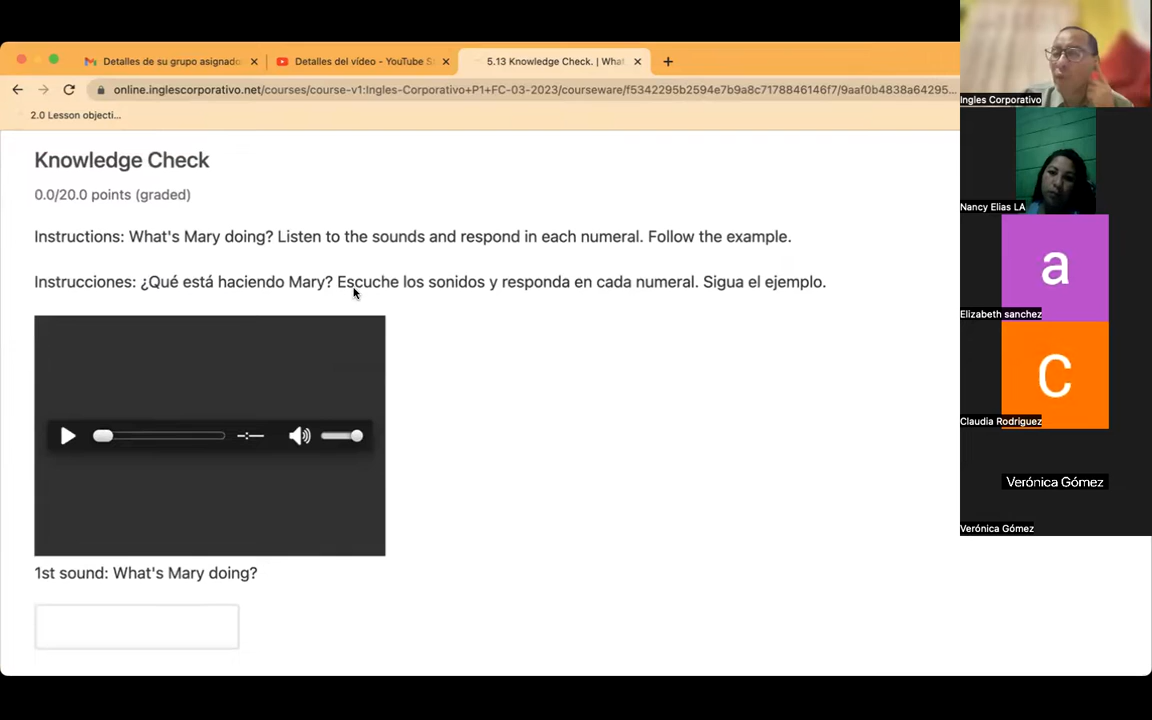 Detalles de su grupo asignado
Detalles del vídeo - YouTube S
5.13 Knowledge Check. | What
online.inglescorporativo.net/courses/course-v1:Ingles-Corporativo+P1+FC-03-2023/courseware/f5342295b2594e7b9a8c7178846146f7/9aaf0b4838a64295...
2.0 Lesson objecti...
Knowledge Check
0.0/20.0 points (graded)
Instructions: What's Mary doing? Listen to the sounds and respond in each numeral. Follow the example.
Instrucciones: ¿Qué está haciendo Mary? Escuche los sonidos y responda en cada numeral. Sigua el ejemplo.
-:-
1st sound: What's Mary doing?
Ingles Corporativo
Nancy Elias LA
a
Elizabeth sanchez
C
Claudia Rodriguez
Verónica Gómez
Verónica Gómez